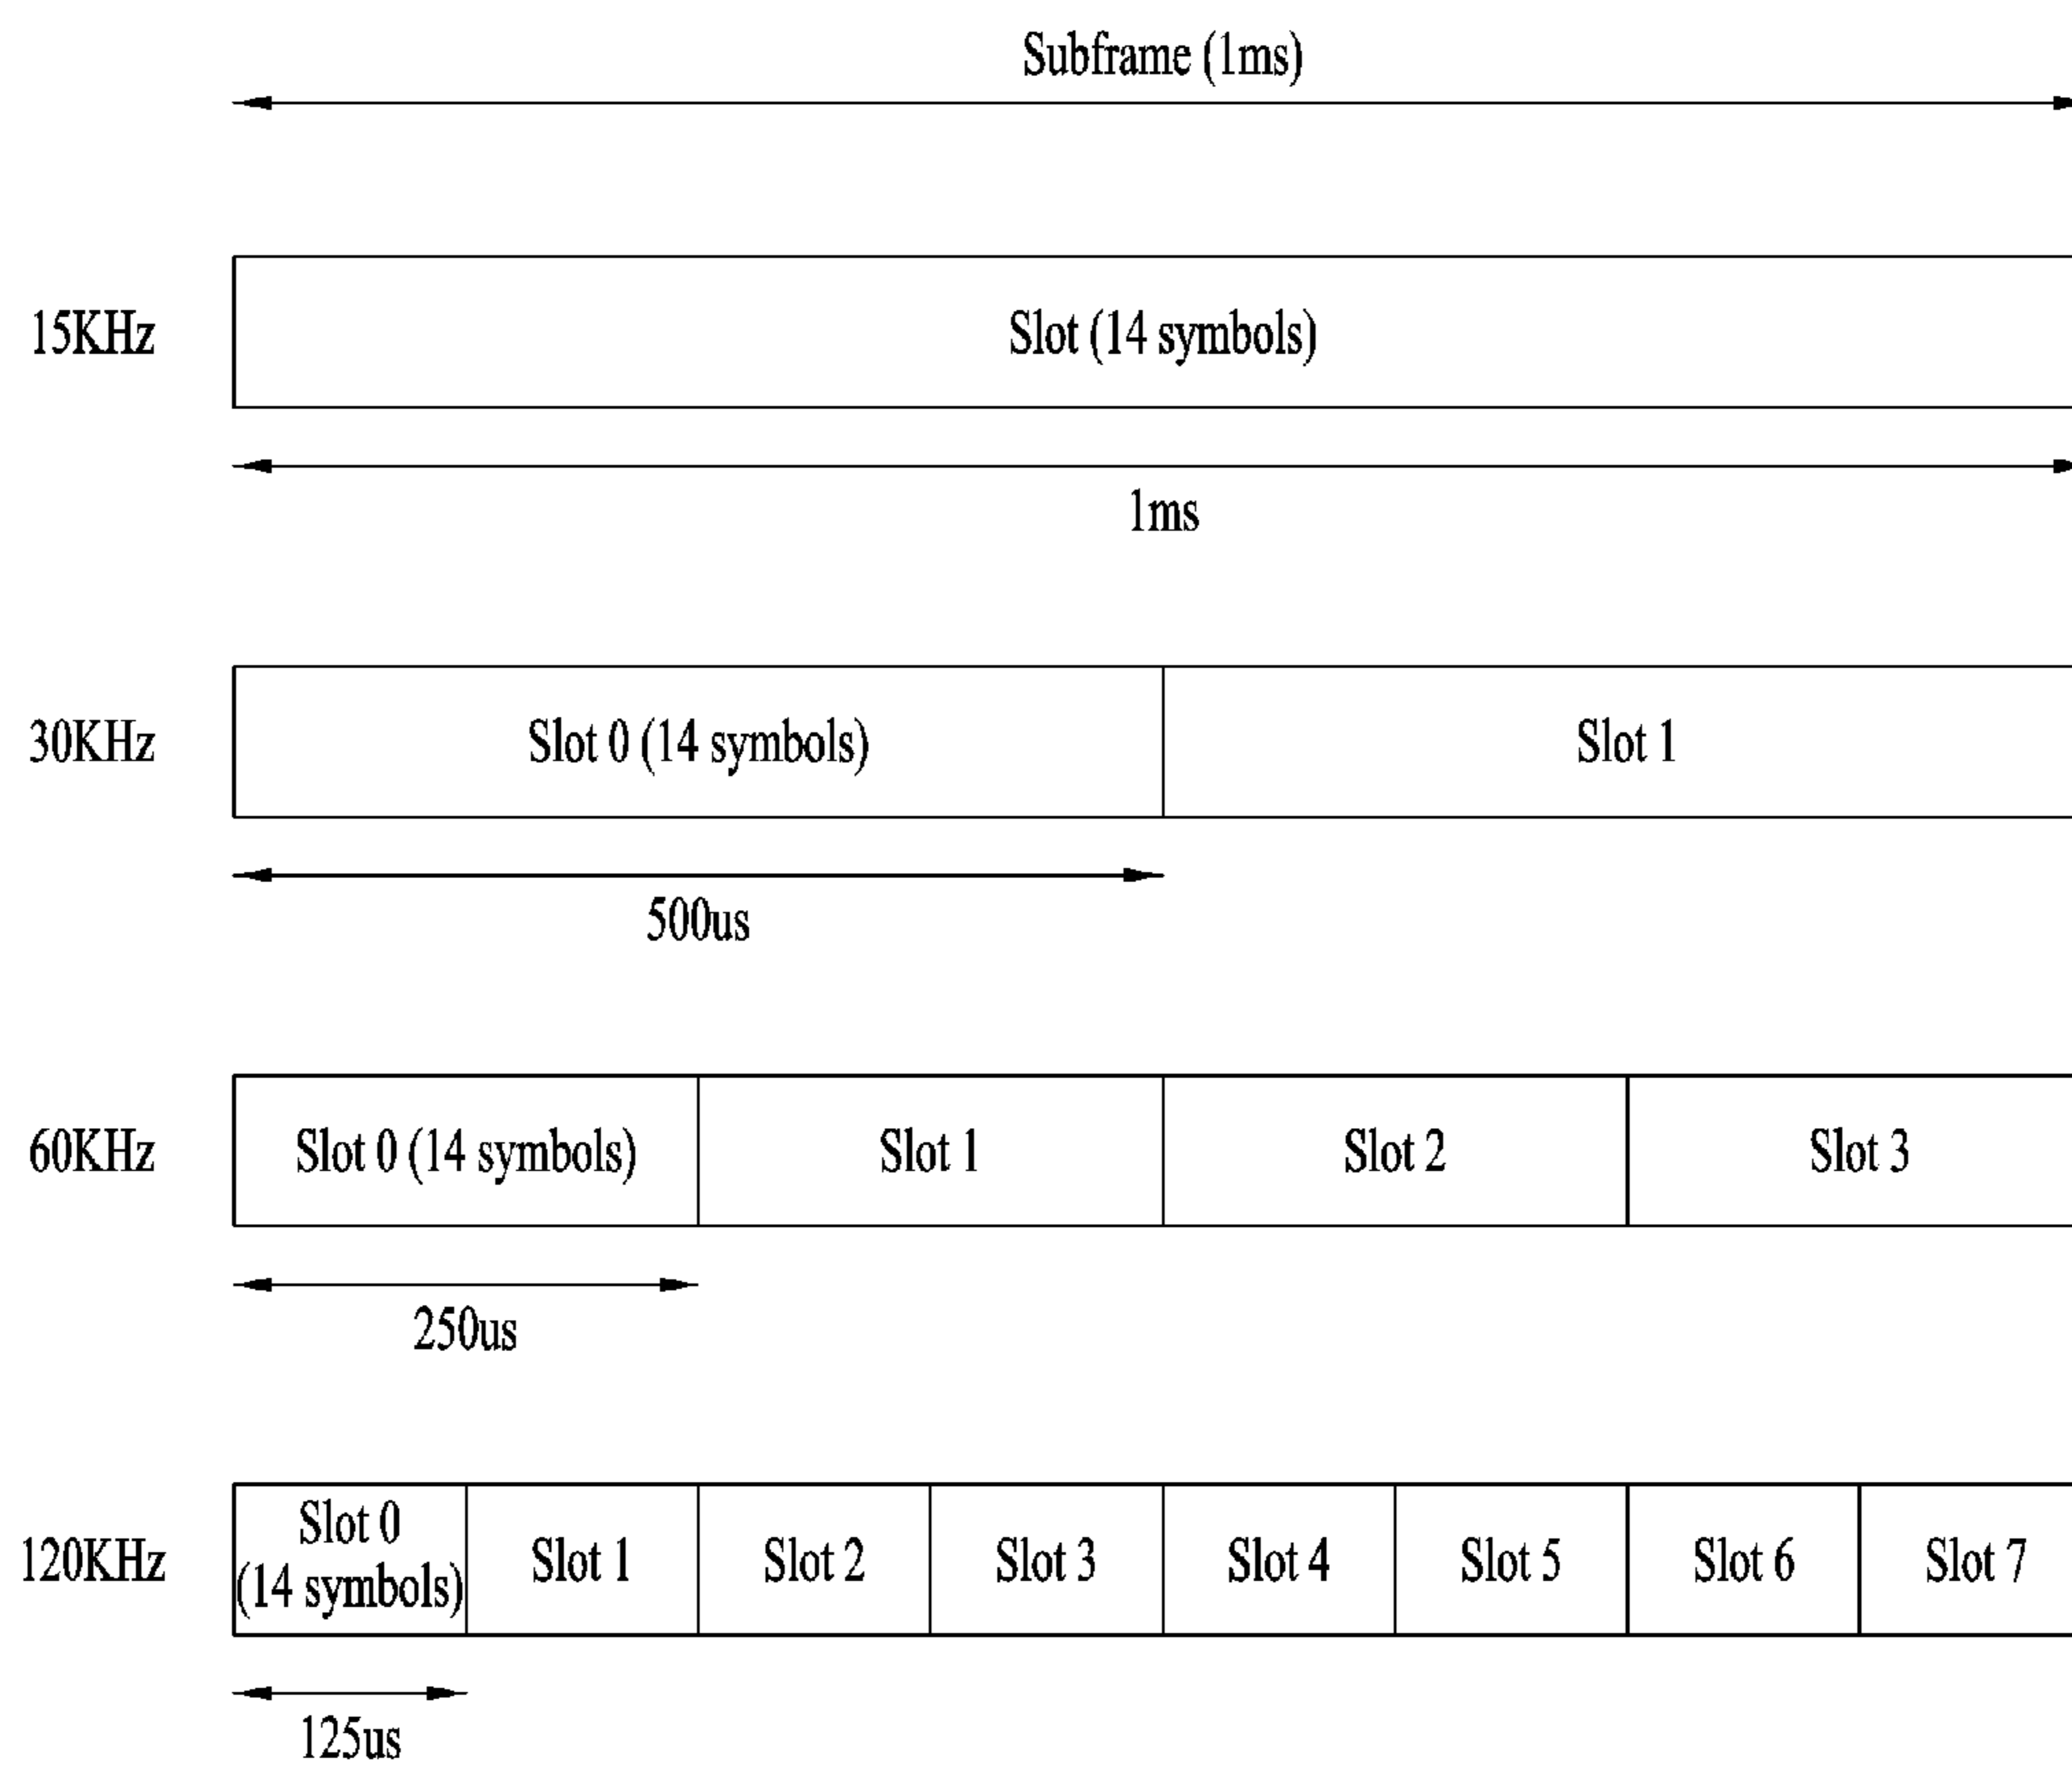 Subframe (1ms)
15KHz
Slot (14 symbols)
1ms
30KHz
Slot 0 (14 symbols)
Slot 1
500us
60KHz
Slot 0 (14 symbols)
Slot 1
Slot 2
Slot 3
250us
120KHz
Slot 0
(14 symbols)
Slot 1
Slot 2
Slot 3
Slot 4
Slot 5
Slot 6
Slot 7
125us